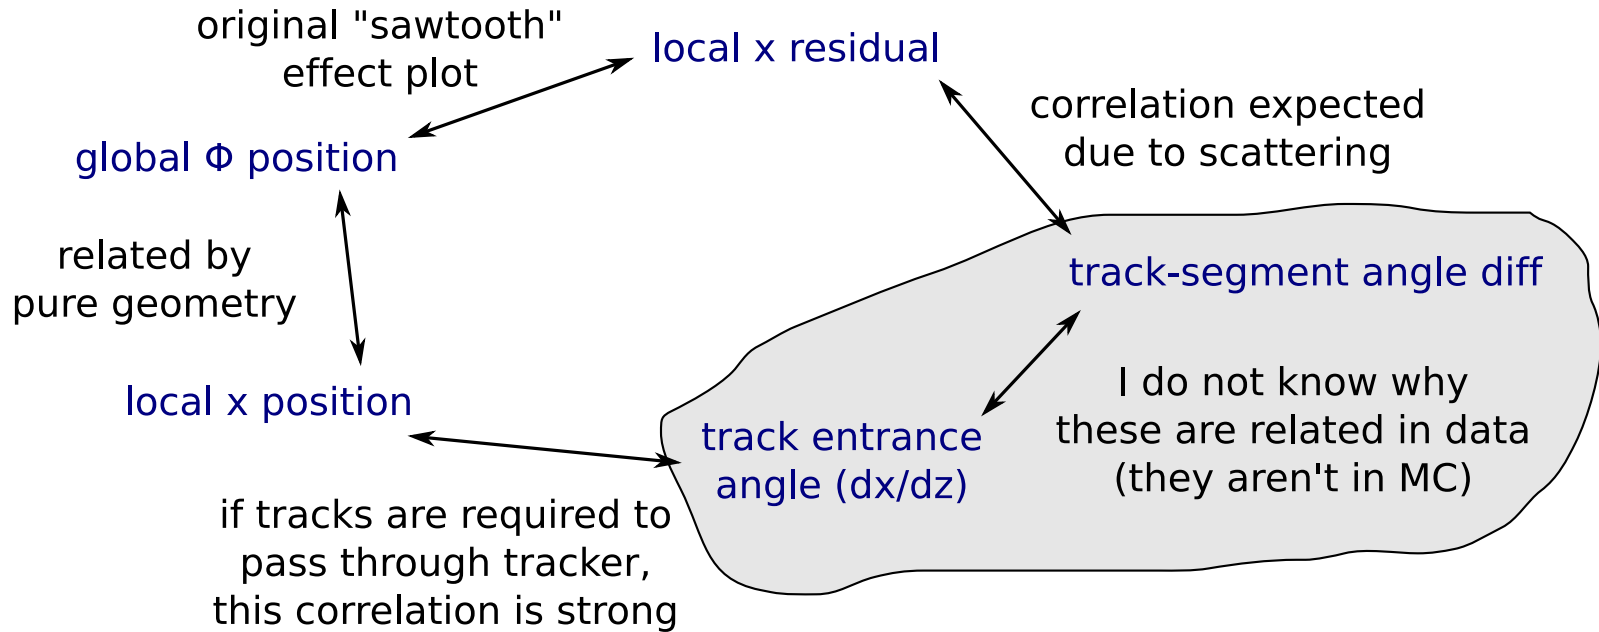 original "sawtooth"
effect plot
local x residual
correlation expected
due to scattering
global Φ position
related by
pure geometry
track-segment angle diff
local x position
I do not know why
these are related in data
(they aren't in MC)
track entrance
angle (dx/dz)
if tracks are required to
pass through tracker,
this correlation is strong